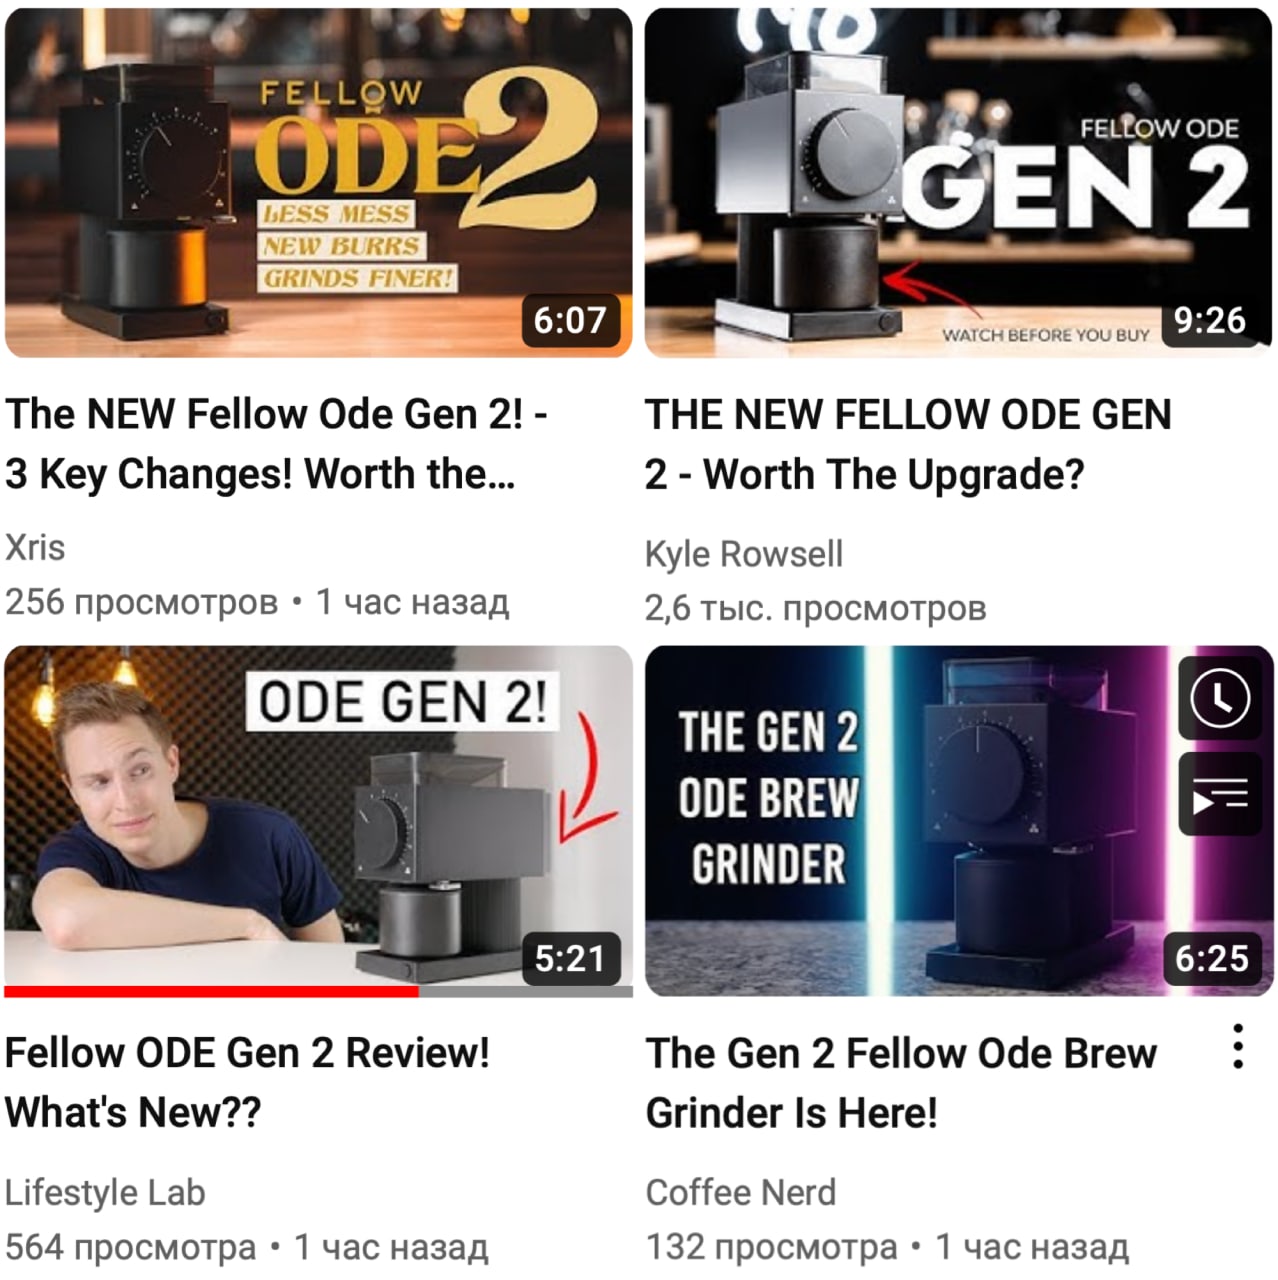 FELLOW
ODE 2
LESS MESS
NEW BURRS
GRINDS FINER!
6:07
The NEW Fellow Ode Gen 2! -
3 Key Changes! Worth the...
Xris
256 просмотров • 1 час назад
FELLOW ODE
GEN 2
WATCH BEFORE YOU BUY
9:26
THE NEW FELLOW ODE GEN
2 - Worth The Upgrade?
Kyle Rowsell
2,6 тыс. просмотров
ODE GEN 2!
5:21
Fellow ODE Gen 2 Review!
What's New??
Lifestyle Lab
564 просмотра • 1 час назад
THE GEN 2
ODE BREW
GRINDER
6:25
The Gen 2 Fellow Ode Brew
Grinder Is Here!
Coffee Nerd
132 просмотра • 1 час назад